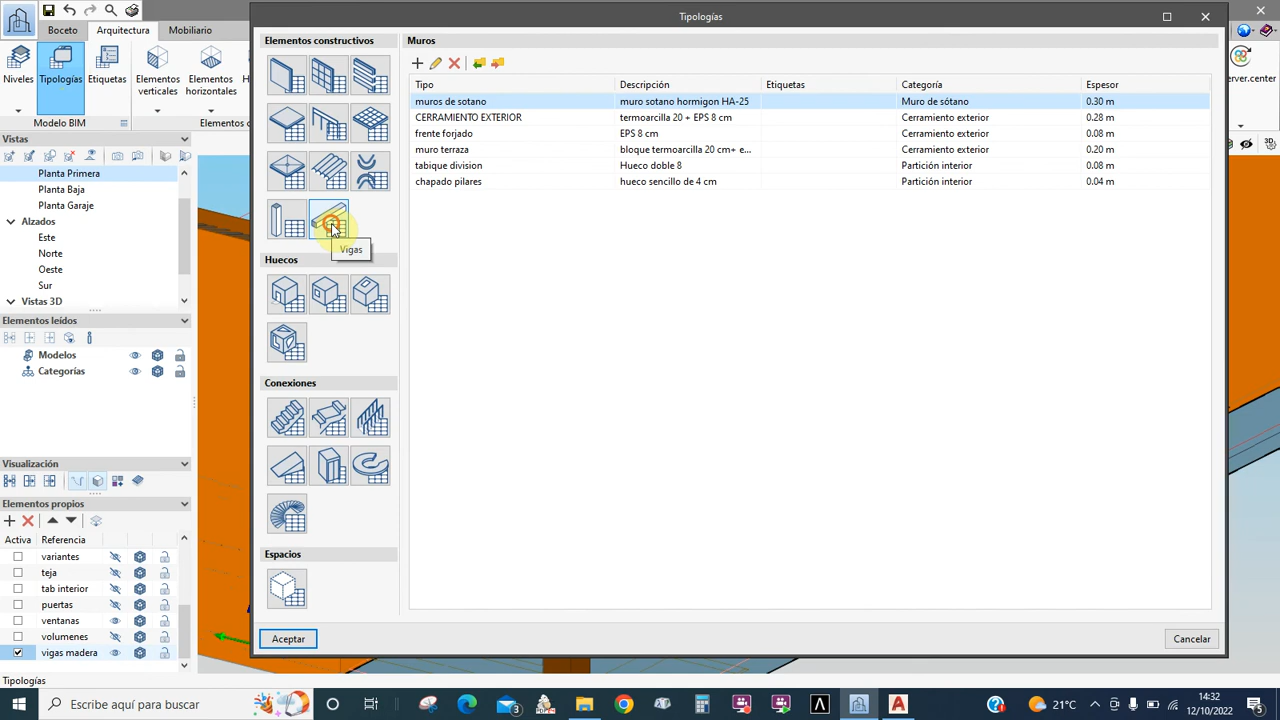 Tipologías
Boceto
Arquitectura
Mobiliario
Niveles
Tipologías
Etiquetas
Elementos verticales
Elementos horizontales
Modelo BIM
Elementos c
erver.center
3D
Vistas
Planta Primera
Planta Baja
Planta Garaje
Alzados
Este
Norte
Oeste
Sur
Vistas 3D
Elementos leídos
Modelos
Categorías
Visualización
Elementos propios
Activa Referencia
variantes
teja
tab interior
puertas
ventanas
volumenes
vigas madera
Tipologías
Elementos constructivos
Vigas
Huecos
Conexiones
Espacios
Muros
Tipo Descripción Etiquetas Categoría Espesor
muros de sotano muro sotano hormigon HA-25 Muro de sótano 0.30 m
CERRAMIENTO EXTERIOR termoarcilla 20 + EPS 8 cm Cerramiento exterior 0.28 m
frente forjado EPS 8 cm Cerramiento exterior 0.08 m
muro terraza bloque termoarcilla 20 cm+ e... Cerramiento exterior 0.20 m
tabique division Hueco doble 8 Partición interior 0.08 m
chapado pilares hueco sencillo de 4 cm Partición interior 0.04 m
Aceptar
Cancelar
Escribe aquí para buscar
3
21°C
14:32
12/10/2022
5